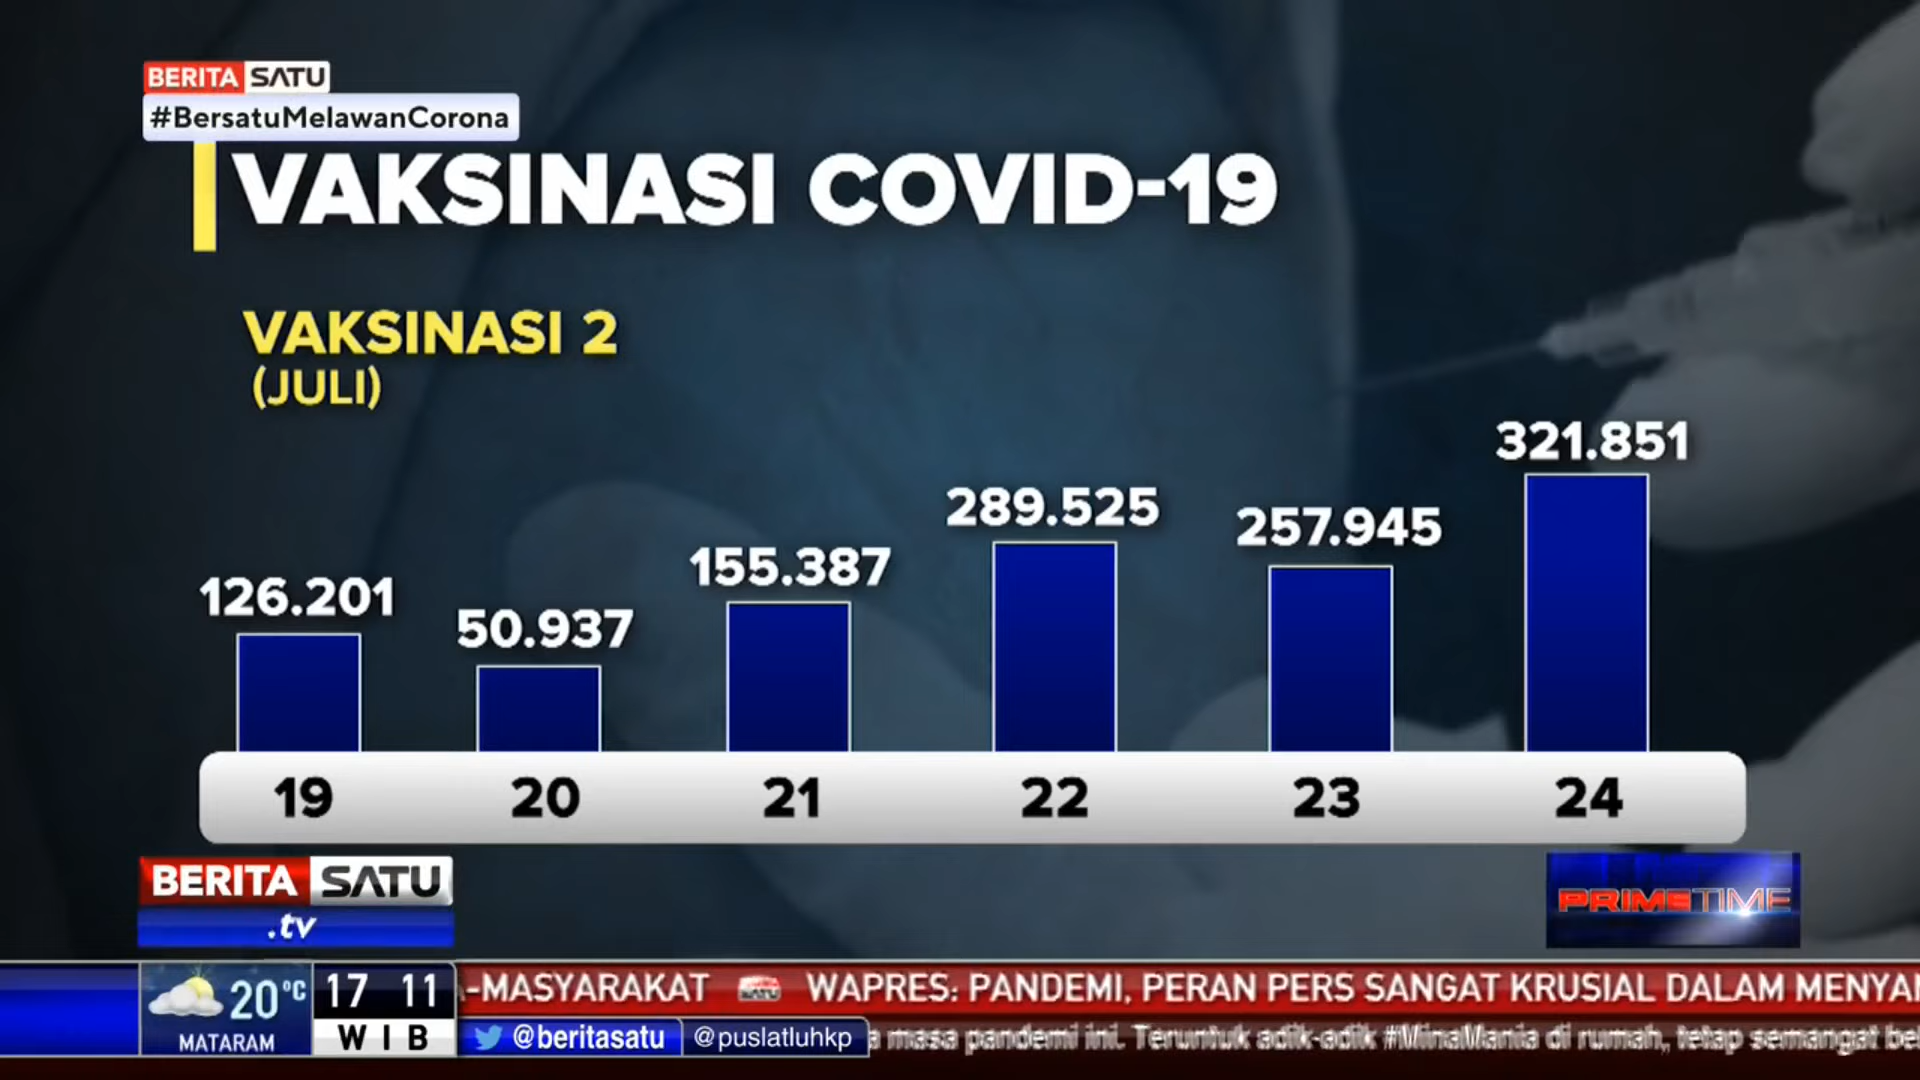 BERITA SATU
#BersatuMelawanCorona
VAKSINASI COVID-19
VAKSINASI 2
(JULI)
126.201
50.937
155.387
289.525
257.945
321.851
19 20 21 22 23 24
BERITA SATU
.tv
PRIMETIME
20°C
MATARAM
17 11
WIB
-MASYARAKAT
WAPRES: PANDEMI, PERAN PERS SANGAT KRUSIAL DALAM MENYA
@beritasatu
@puslatluhkp
a masa pandemi ini. Teruntuk adik-adik #MinaMania di rumah, tetap semangat be